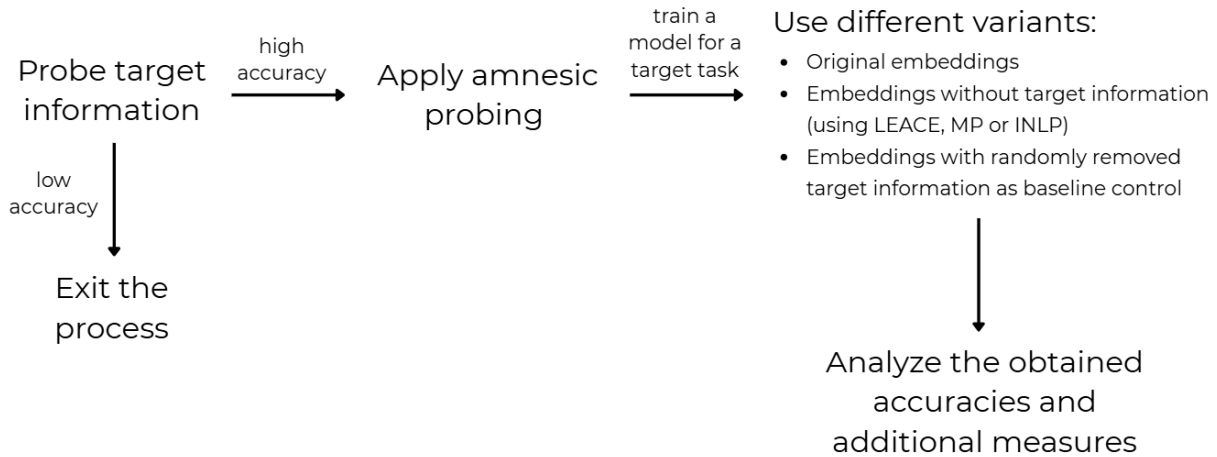 Probe target
information
high
accuracy
Apply amnesic
probing
train a
model for a
target task
Use different variants:
• Original embeddings
• Embeddings without target information
(using LEACE, MP or INLP)
• Embeddings with randomly removed
target information as baseline control
low
accuracy
Exit the
process
Analyze the obtained
accuracies and
additional measures